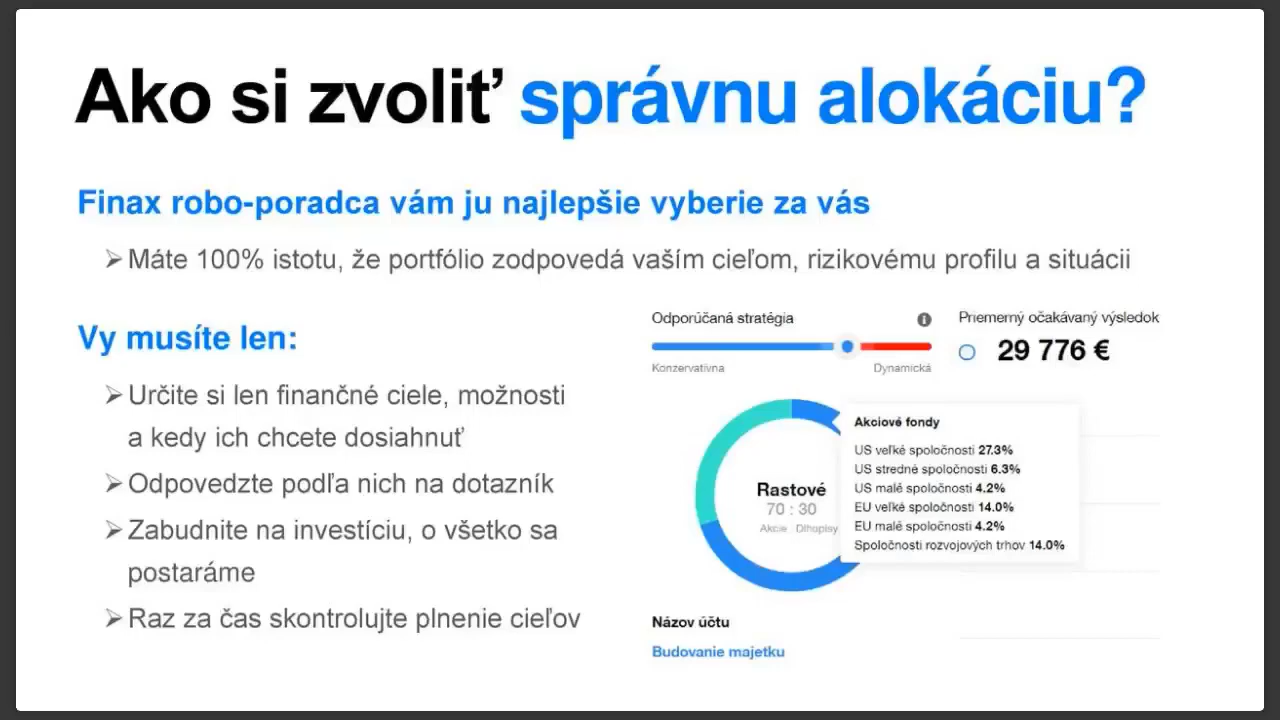 Ako si zvoliť správnu alokáciu?
Finax robo-poradca vám ju najlepšie vyberie za vás
Máte 100% istotu, že portfólio zodpovedá vaším cieľom, rizikovému profilu a situácii
Vy musíte len:
Určite si len finančné ciele, možnosti
a kedy ich chcete dosiahnuť
Odpovedzte podľa nich na dotazník
Zabudnite na investíciu, o všetko sa
postaráme
Raz za čas skontrolujte plnenie cieľov
Odporúčaná stratégia
Konzervatívna Dynamická
Priemerný očakávaný výsledok
29 776 €
Rastové
70 : 30
Akcie Dlhopisy
Akciové fondy
US veľké spoločnosti 27.3%
US stredné spoločnosti 6.3%
US malé spoločnosti 4.2%
EU veľké spoločnosti 14.0%
EU malé spoločnosti 4.2%
Spoločnosti rozvojových trhov 14.0%
Názov účtu
Budovanie majetku